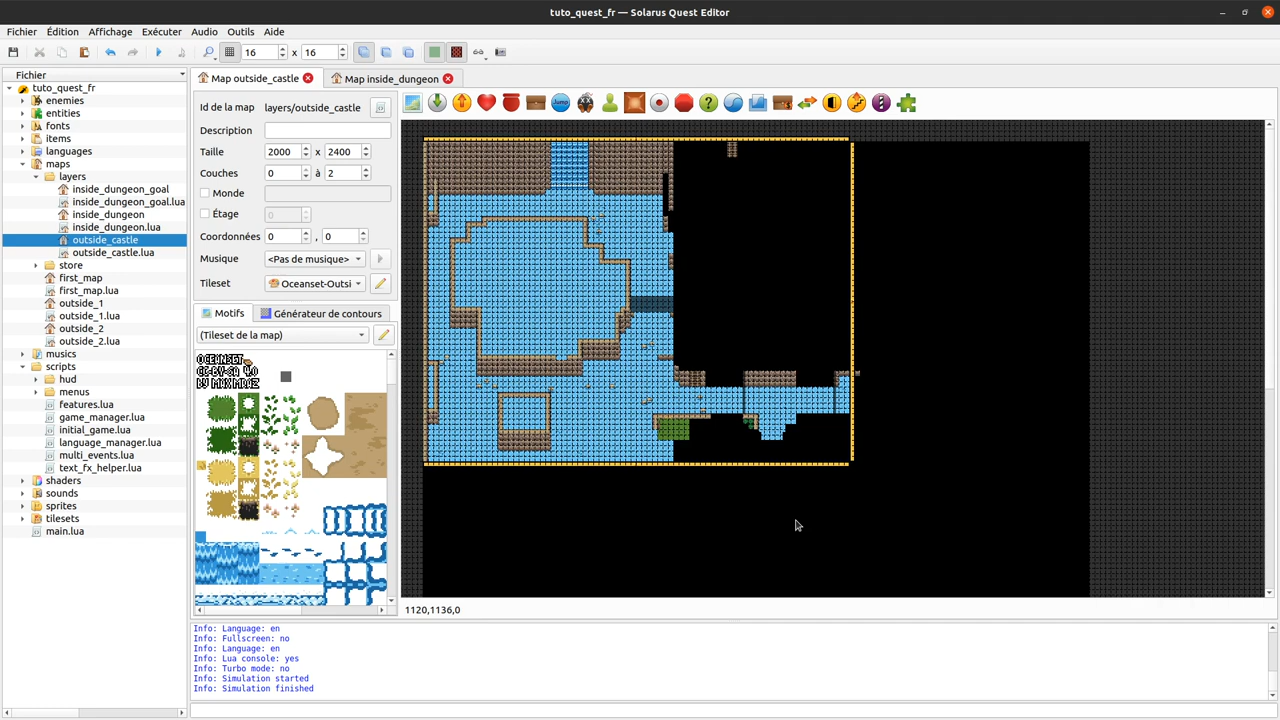 tuto_quest_fr — Solarus Quest Editor
Fichier Édition Affichage Exécuter Audio Outils Aide
16 x 16
Fichier
tuto_quest_fr
enemies
entities
fonts
items
languages
maps
layers
inside_dungeon_goal
inside_dungeon_goal.lua
inside_dungeon
inside_dungeon.lua
outside_castle
outside_castle.lua
store
first_map
first_map.lua
outside_1
outside_1.lua
outside_2
outside_2.lua
musics
scripts
hud
menus
features.lua
game_manager.lua
initial_game.lua
language_manager.lua
multi_events.lua
text_fx_helper.lua
shaders
sounds
sprites
tilesets
main.lua
Map outside_castle
Map inside_dungeon
Id de la map layers/outside_castle
Description
Taille 2000 x 2400
Couches 0 à 2
Monde
Étage 0
Coordonnées 0 , 0
Musique <Pas de musique>
Tileset Oceanset-Outsi
Motifs Générateur de contours
(Tileset de la map)
OCEANSET
Jump
1120,1136,0
Info: Language: en
Info: Fullscreen: no
Info: Language: en
Info: Lua console: yes
Info: Turbo mode: no
Info: Simulation started
Info: Simulation finished